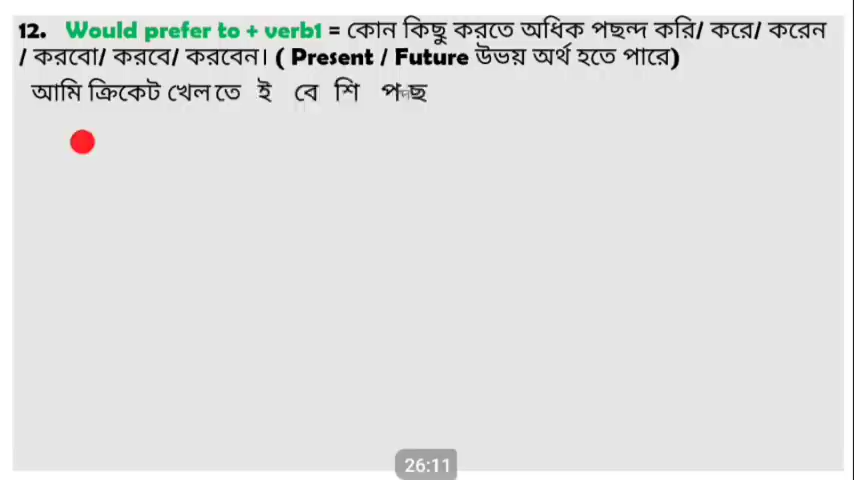 12. Would prefer to + verb1 = কোন কিছু করতে অধিক পছন্দ করি/ করে/ করেন
/ করবো/ করবে/ করবেন। ( Present / Future উভয় অর্থ হতে পারে)
আমি ক্রিকেট খেলতে ই বে শি
26:11